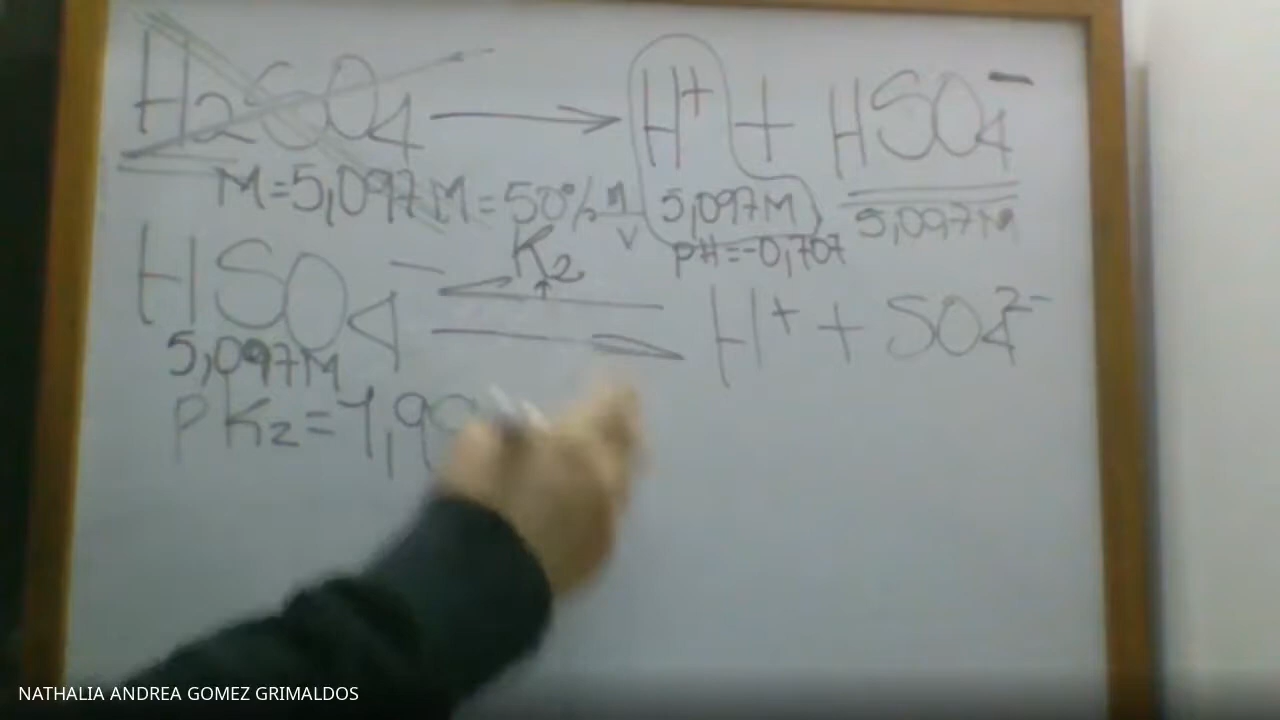 H2SO4 → H+ + HSO4−
M=5,097M=50% n/v 5,097M 5,097M
PH=-0,707
HSO4− ⇌ K2 H+ + SO4 2−
5,097M
PK2=1,99
NATHALIA ANDREA GOMEZ GRIMALDOS